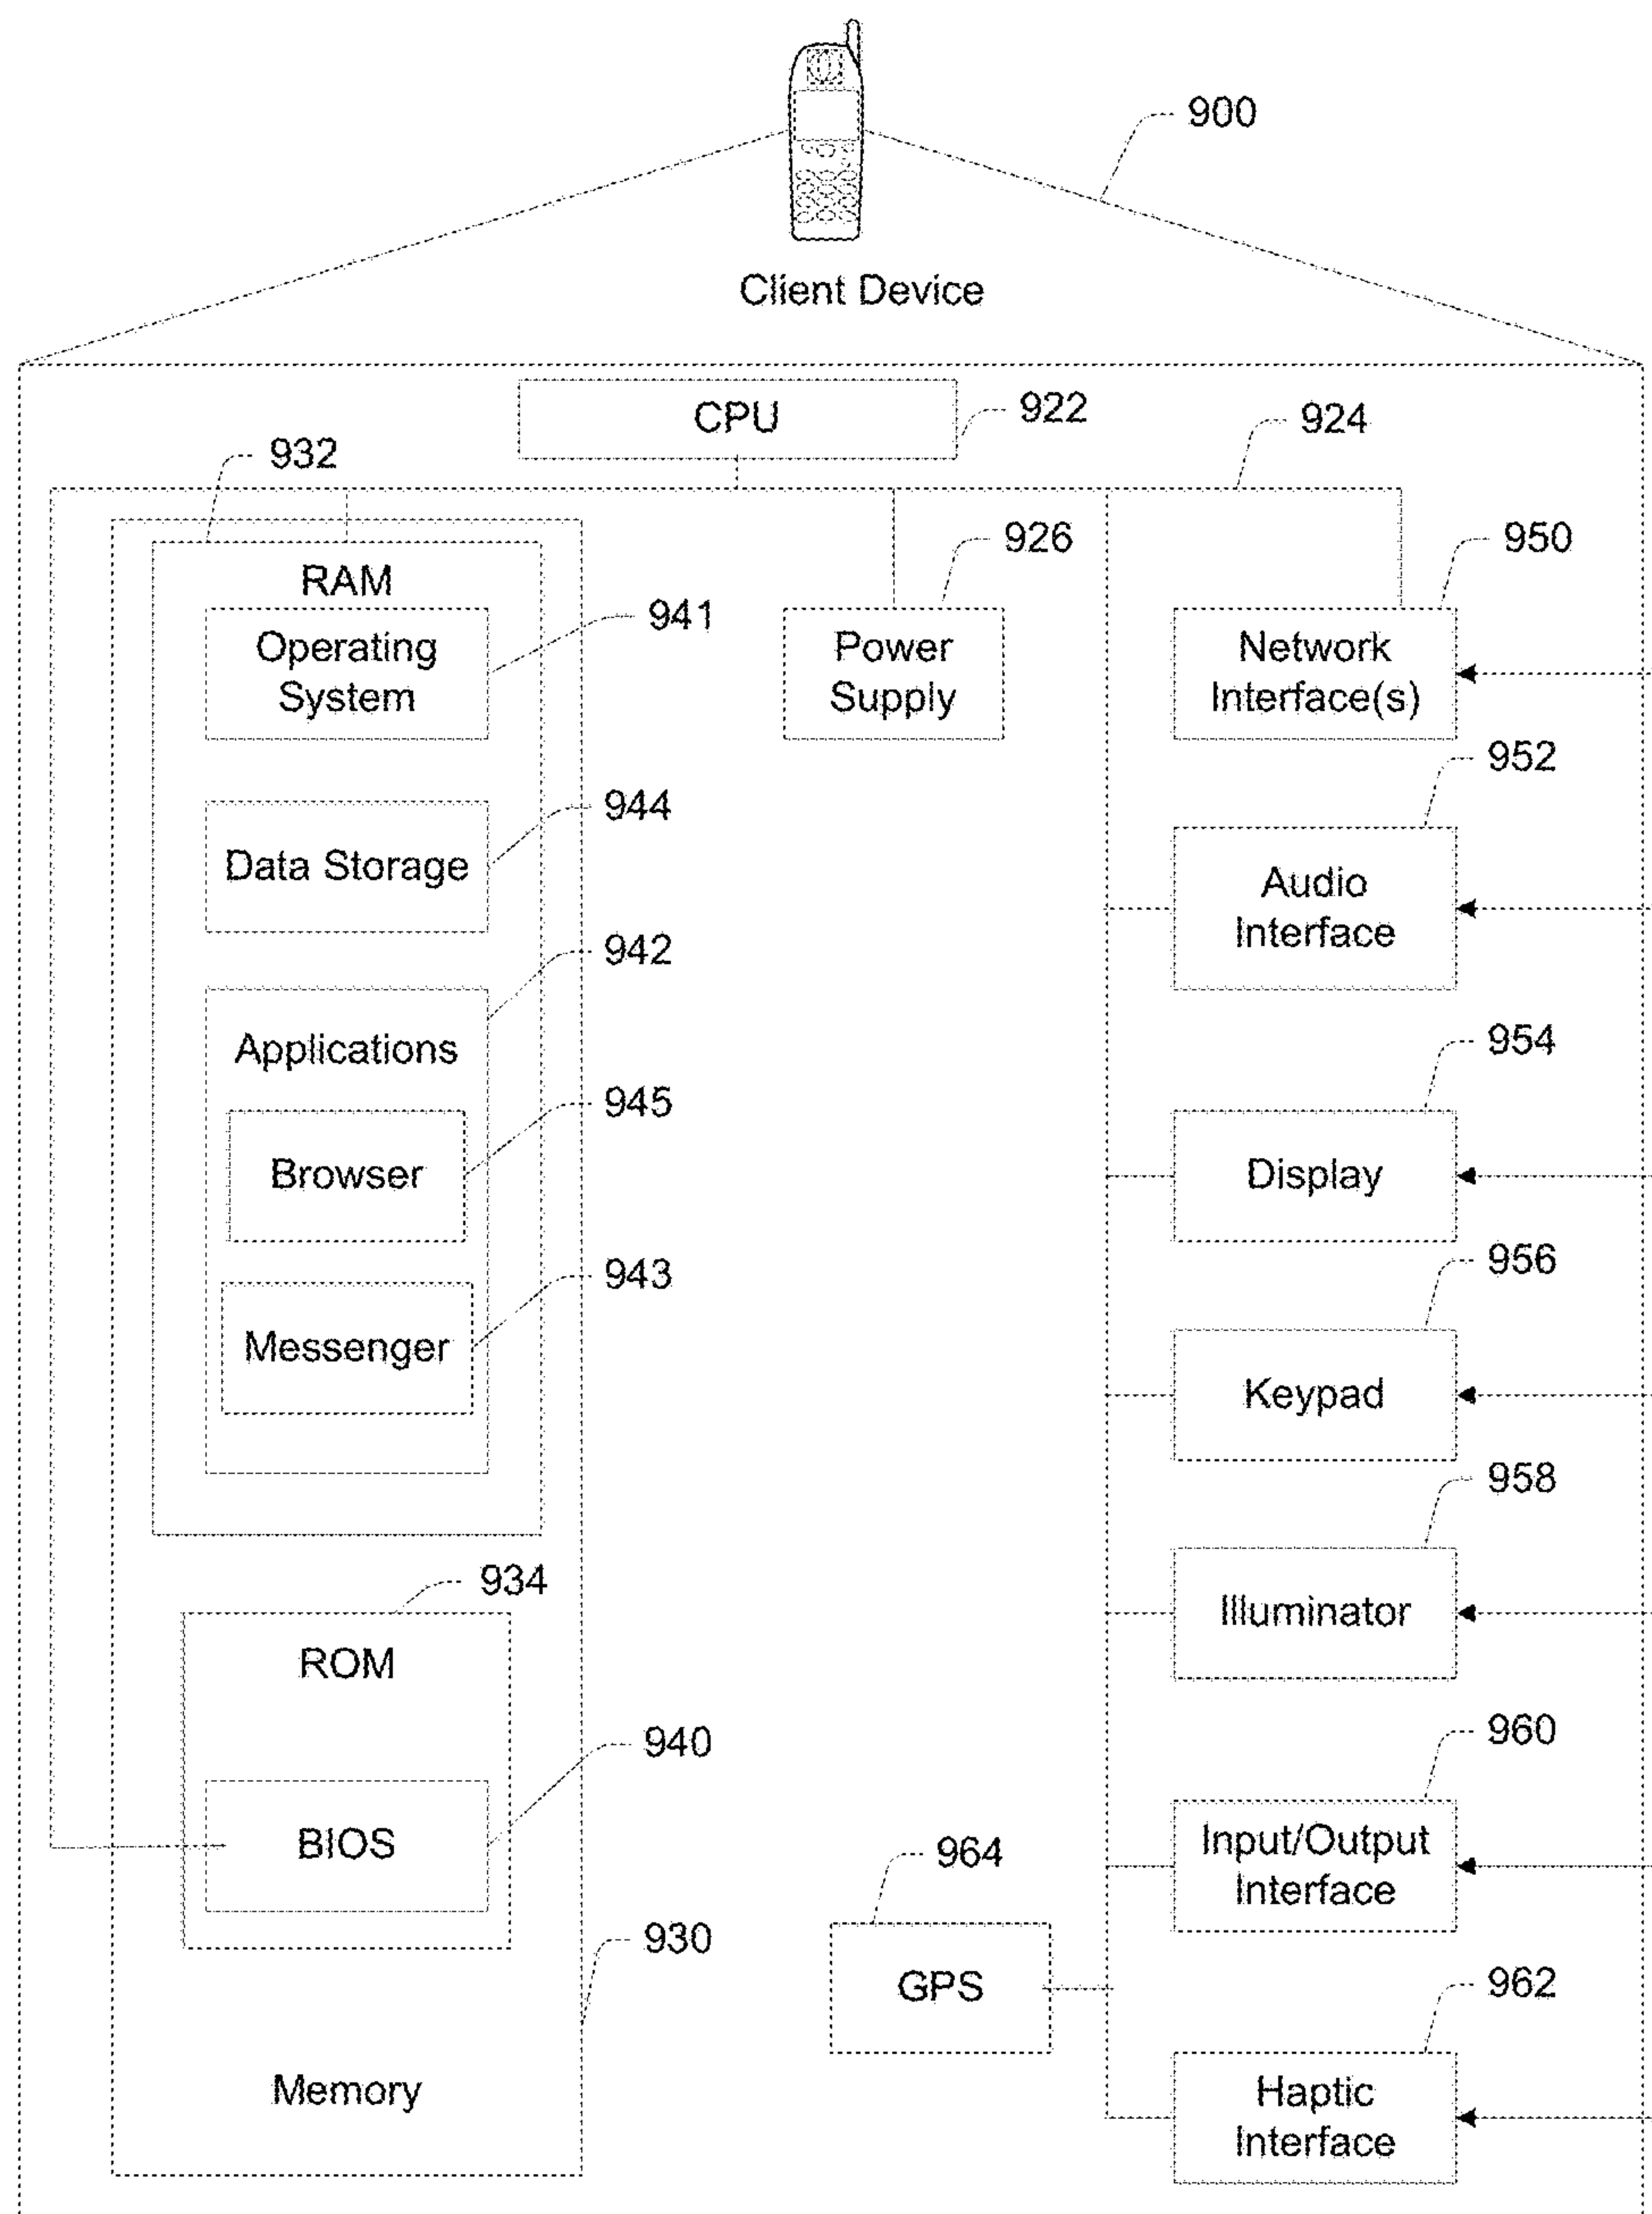 900
Client Device
CPU
922
924
932
RAM
926
950
Operating
System
941
Power
Supply
Network
Interface(s)
944
Data Storage
952
Audio
Interface
942
Applications
954
Display
945
Browser
956
Keypad
943
Messenger
958
Illuminator
934
ROM
940
BIOS
960
Input/Output
Interface
964
GPS
930
Memory
962
Haptic
Interface